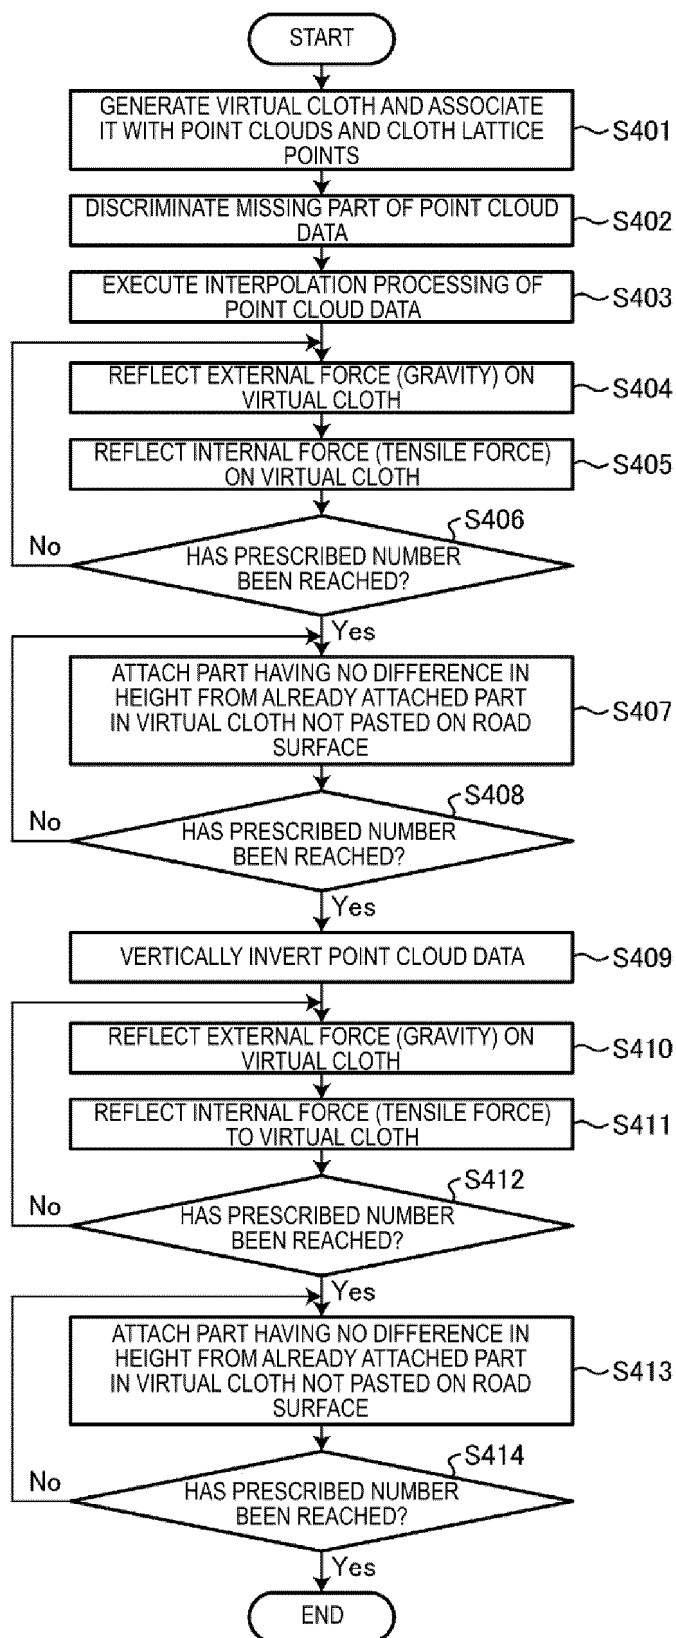 START
GENERATE VIRTUAL CLOTH AND ASSOCIATE
IT WITH POINT CLOUDS AND CLOTH LATTICE
POINTS
S401
DISCRIMINATE MISSING PART OF POINT CLOUD
DATA
S402
EXECUTE INTERPOLATION PROCESSING OF
POINT CLOUD DATA
S403
REFLECT EXTERNAL FORCE (GRAVITY) ON
VIRTUAL CLOTH
S404
REFLECT INTERNAL FORCE (TENSILE FORCE)
ON VIRTUAL CLOTH
S405
S406
No
HAS PRESCRIBED NUMBER
BEEN REACHED?
Yes
ATTACH PART HAVING NO DIFFERENCE IN
HEIGHT FROM ALREADY ATTACHED PART
IN VIRTUAL CLOTH NOT PASTED ON ROAD
SURFACE
S407
S408
No
HAS PRESCRIBED NUMBER
BEEN REACHED?
Yes
VERTICALLY INVERT POINT CLOUD DATA
S409
REFLECT EXTERNAL FORCE (GRAVITY) ON
VIRTUAL CLOTH
S410
REFLECT INTERNAL FORCE (TENSILE FORCE)
TO VIRTUAL CLOTH
S411
S412
No
HAS PRESCRIBED NUMBER
BEEN REACHED?
Yes
ATTACH PART HAVING NO DIFFERENCE IN
HEIGHT FROM ALREADY ATTACHED PART
IN VIRTUAL CLOTH NOT PASTED ON ROAD
SURFACE
S413
S414
No
HAS PRESCRIBED NUMBER
BEEN REACHED?
Yes
END